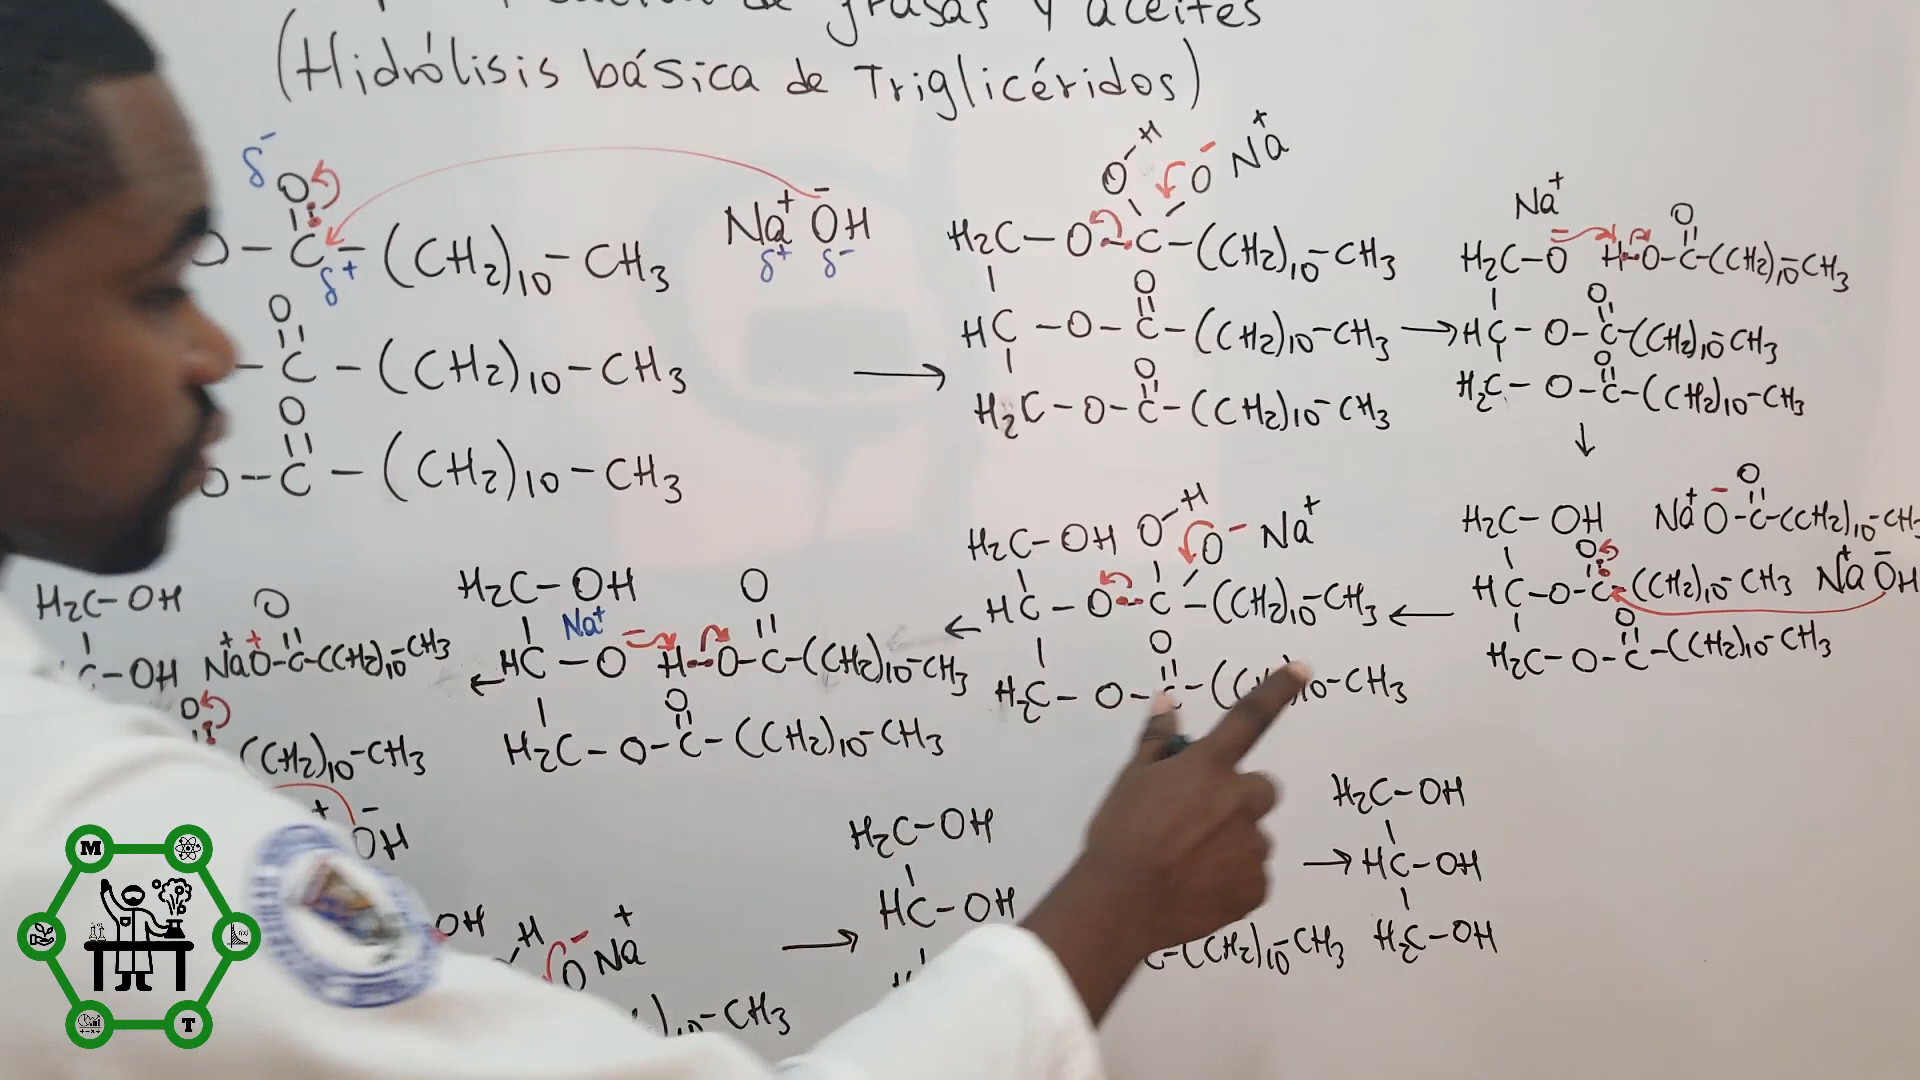 de grasas y aceites
(Hidrólisis básica de Triglicéridos)
δ-
O
O-C-(CH2)10-CH3
δ+
Na+ -OH
δ+ δ-
O
-C-(CH2)10-CH3
O
O-C-(CH2)10-CH3
O-H O- Na+
H2C-O-C-(CH2)10-CH3
O
HC-O-C-(CH2)10-CH3
O
H2C-O-C-(CH2)10-CH3
Na+ O
H2C-O- H-O-C-(CH2)10-CH3
O
HC-O-C-(CH2)10-CH3
O
H2C-O-C-(CH2)10-CH3
O
H2C-OH Na+ O--C-(CH2)10-CH3
O
HC-O-C-(CH2)10-CH3 Na+ -OH
O
H2C-O-C-(CH2)10-CH3
H2C-OH O-H O- Na+
HC-O-C-(CH2)10-CH3
O
H2C-O-C-(CH2)10-CH3
H2C-OH O
Na+
HC-O- H-O-C-(CH2)10-CH3
O
H2C-O-C-(CH2)10-CH3
H2C-OH O
C-OH Na+ O+-C-(CH2)10-CH3
O
(CH2)10-CH3
+ -
OH
OH H O- Na+
)10-CH3
H2C-OH
HC-OH
H2C-OH
HC-OH
C-(CH2)10-CH3 H2C-OH
M
T